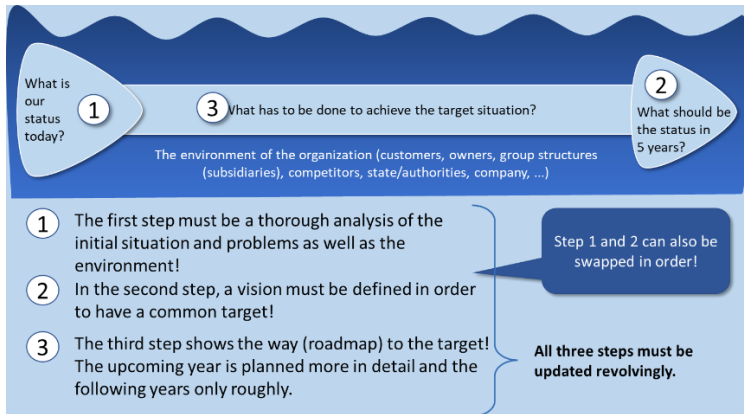 What is
our
status
today?
1
3
What has to be done to achieve the target situation?
2
What should be
the status in
5 years?
The environment of the organization (customers, owners, group structures
(subsidiaries), competitors, state/authorities, company, ...)
1
The first step must be a thorough analysis of the
initial situation and problems as well as the
environment!
2
In the second step, a vision must be defined in order
to have a common target!
3
The third step shows the way (roadmap) to the target!
The upcoming year is planned more in detail and the
following years only roughly.
Step 1 and 2 can also be
swapped in order!
All three steps must be
updated revolvingly.